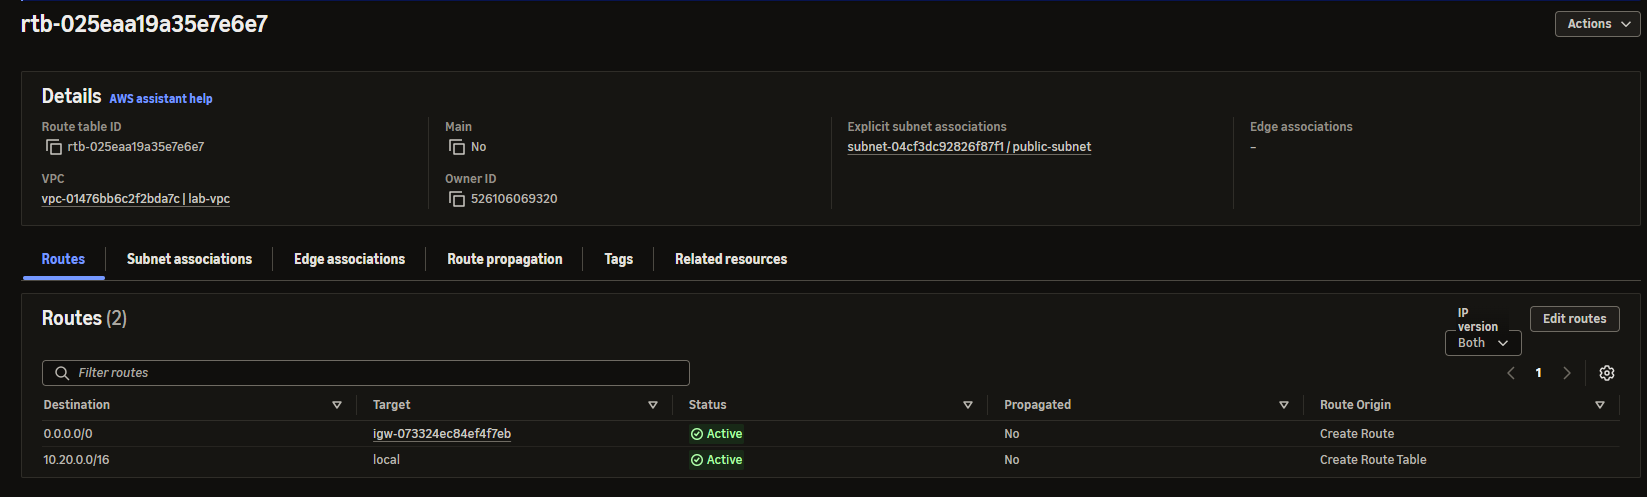 rtb-025eaa19a35e7e6e7
Actions
Details AWS assistant help
Route table ID
rtb-025eaa19a35e7e6e7
Main
No
Explicit subnet associations
subnet-04cf3dc92826f87f1 / public-subnet
Edge associations
–
VPC
vpc-01476bb6c2f2bda7c | lab-vpc
Owner ID
526106069320
Routes Subnet associations Edge associations Route propagation Tags Related resources
Routes (2)
IP version
Both
Edit routes
Filter routes
1
Destination Target Status Propagated Route Origin
0.0.0.0/0 igw-073324ec84ef4f7eb Active No Create Route
10.20.0.0/16 local Active No Create Route Table